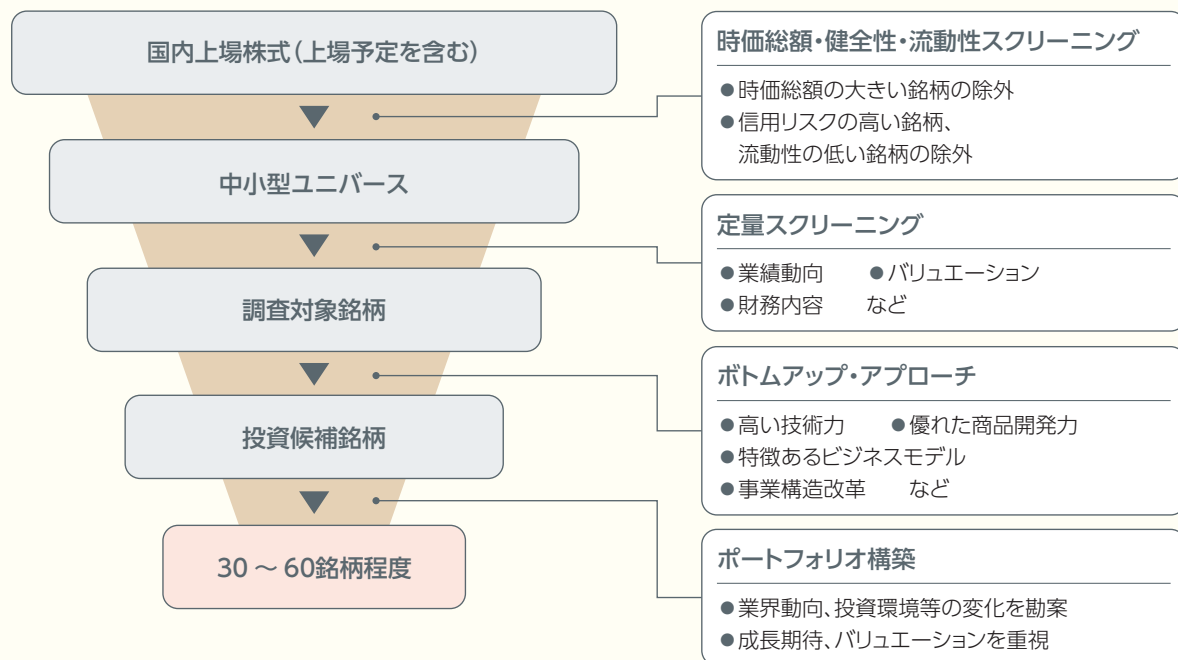 国内上場株式（上場予定を含む）
中小型ユニバース
調査対象銘柄
投資候補銘柄
30 ～ 60銘柄程度
時価総額・健全性・流動性スクリーニング
●時価総額の大きい銘柄の除外
●信用リスクの高い銘柄、
流動性の低い銘柄の除外
定量スクリーニング
●業績動向 ●バリュエーション
●財務内容 など
ボトムアップ・アプローチ
●高い技術力 ●優れた商品開発力
●特徴あるビジネスモデル
●事業構造改革 など
ポートフォリオ構築
●業界動向、投資環境等の変化を勘案
●成長期待、バリュエーションを重視